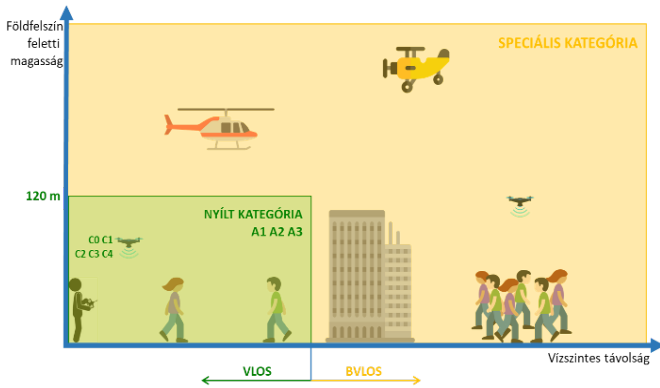 Földfelszín
feletti
magasság
SPECIÁLIS KATEGÓRIA
120 m
NYÍLT KATEGÓRIA
A1 A2 A3
C0 C1
C2 C3 C4
Vízszintes távolság
VLOS
BVLOS